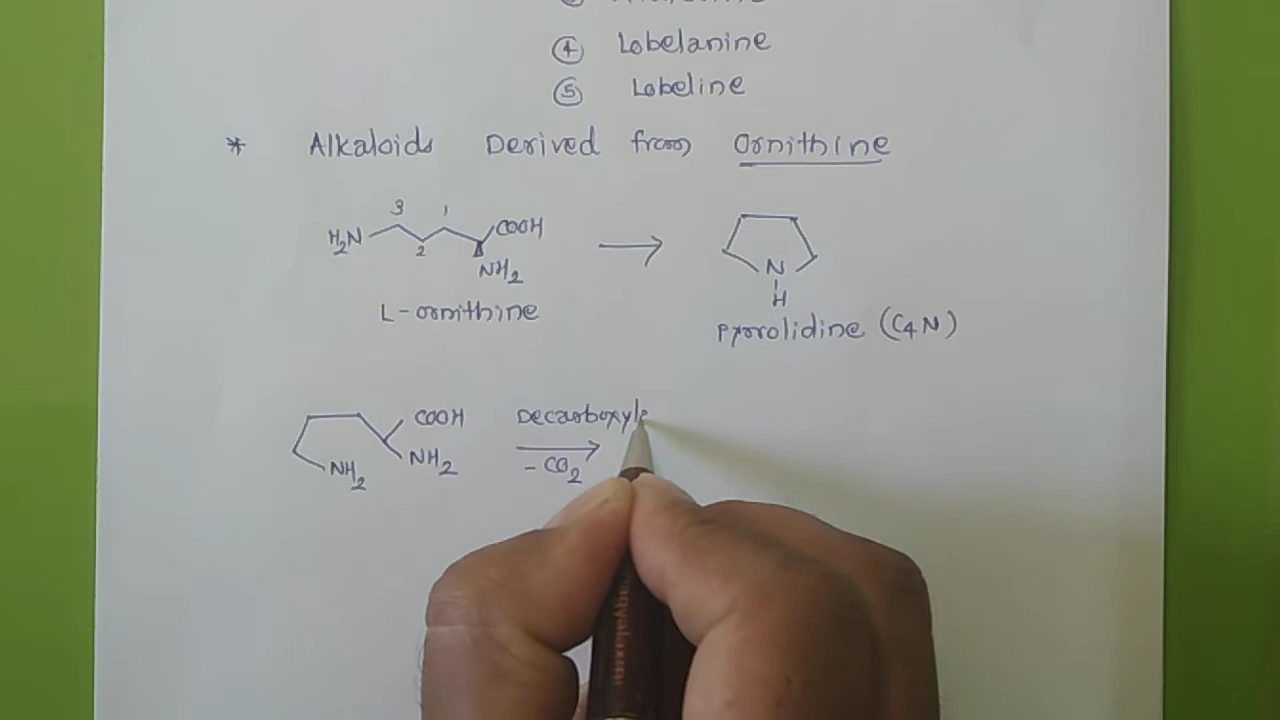 ④ Lobelanine
⑤ Lobeline
* Alkaloids Derived from Ornithine
3 1
H₂N 2 COOH
NH₂
L-ornithine
N
H
Pyrrolidine (C₄N)
COOH Decarboxyl
NH₂ NH₂ - CO₂